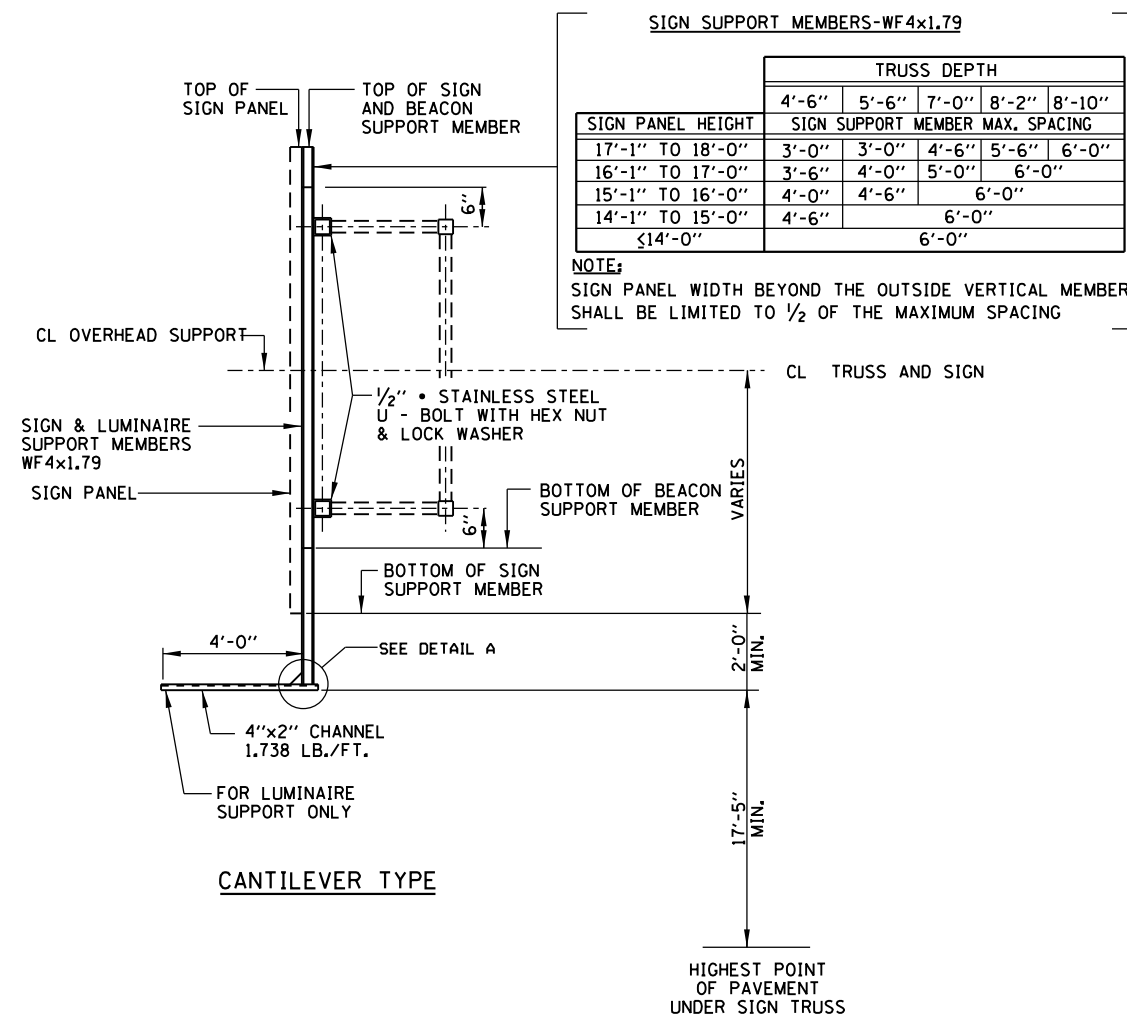 SIGN SUPPORT MEMBERS-WF4x1.79
TRUSS DEPTH
4'-6" 5'-6" 7'-0" 8'-2" 8'-10"
SIGN PANEL HEIGHT SIGN SUPPORT MEMBER MAX. SPACING
17'-1" TO 18'-0" 3'-0" 3'-0" 4'-6" 5'-6" 6'-0"
16'-1" TO 17'-0" 3'-6" 4'-0" 5'-0" 6'-0"
15'-1" TO 16'-0" 4'-0" 4'-6" 6'-0"
14'-1" TO 15'-0" 4'-6" 6'-0"
≤14'-0" 6'-0"
NOTE:
SIGN PANEL WIDTH BEYOND THE OUTSIDE VERTICAL MEMBER
SHALL BE LIMITED TO 1/2 OF THE MAXIMUM SPACING
TOP OF
SIGN PANEL
TOP OF SIGN
AND BEACON
SUPPORT MEMBER
6"
CL OVERHEAD SUPPORT
CL TRUSS AND SIGN
1/2" • STAINLESS STEEL
U - BOLT WITH HEX NUT
& LOCK WASHER
SIGN & LUMINAIRE
SUPPORT MEMBERS
WF4x1.79
SIGN PANEL
BOTTOM OF BEACON
SUPPORT MEMBER
VARIES
6"
BOTTOM OF SIGN
SUPPORT MEMBER
4'-0"
SEE DETAIL A
2'-0"
MIN.
4"x2" CHANNEL
1.738 LB./FT.
FOR LUMINAIRE
SUPPORT ONLY
17'-5"
MIN.
CANTILEVER TYPE
HIGHEST POINT
OF PAVEMENT
UNDER SIGN TRUSS